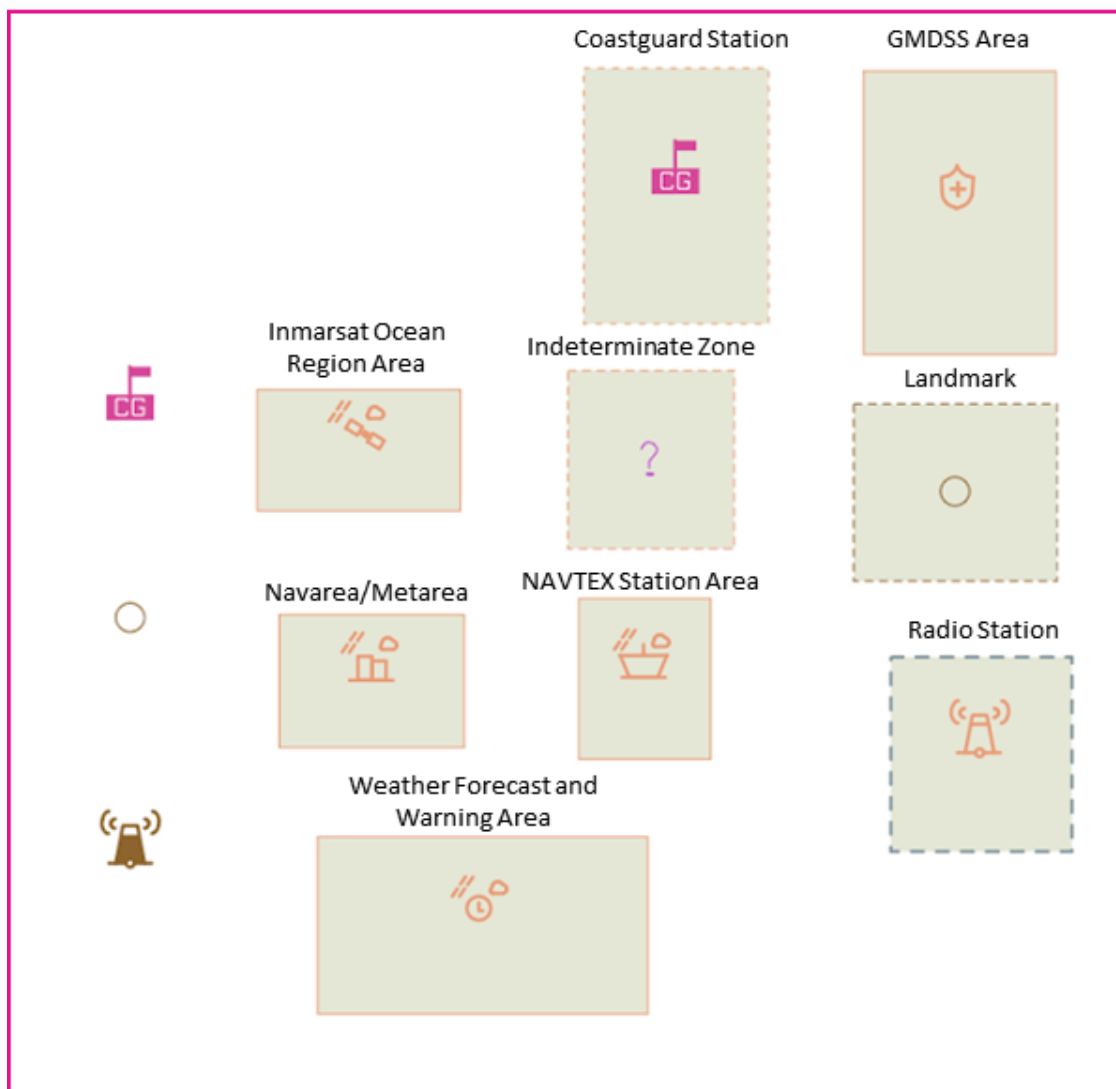 Coastguard Station
GMDSS Area
CG
Inmarsat Ocean
Region Area
Indeterminate Zone
Landmark
CG
?
Navarea/Metarea
NAVTEX Station Area
Radio Station
Weather Forecast and
Warning Area